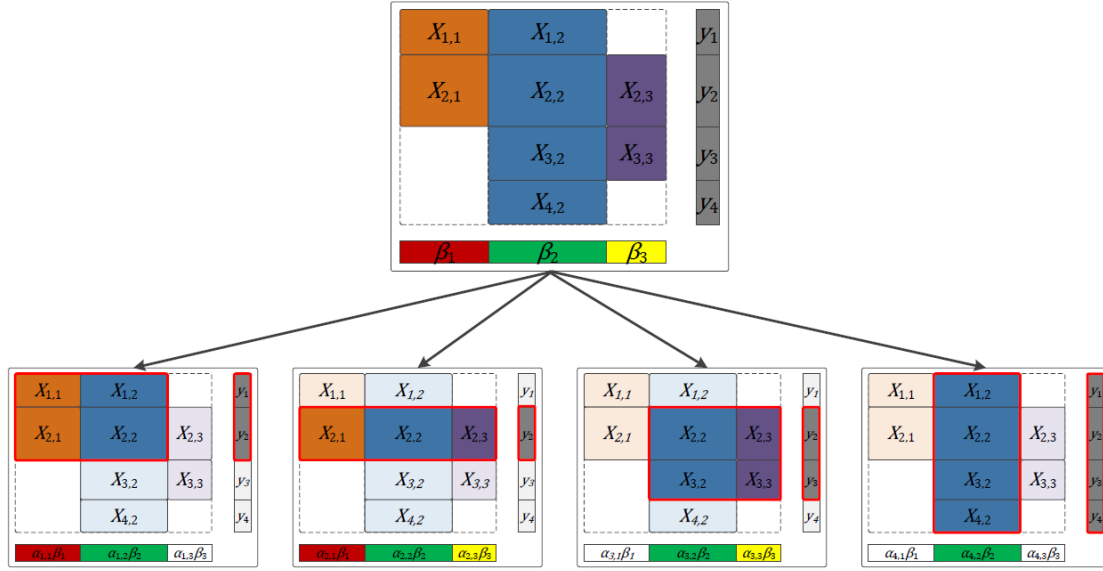 X1,1 X1,2 y1
X2,1 X2,2 X2,3 y2
X3,2 X3,3 y3
X4,2 y4
β1 β2 β3
X1,1 X1,2 y1
X2,1 X2,2 X2,3 y2
X3,2 X3,3 y3
X4,2 y4
α1,1β1 α1,2β2 α1,3β3
X1,1 X1,2 y1
X2,1 X2,2 X2,3 y2
X3,2 X3,3 y3
X4,2 y4
α2,1β1 α2,2β2 α2,3β3
X1,1 X1,2 y1
X2,1 X2,2 X2,3 y2
X3,2 X3,3 y3
X4,2 y4
α3,1β1 α3,2β2 α3,3β3
X1,1 X1,2 y1
X2,1 X2,2 X2,3 y2
X3,2 X3,3 y3
X4,2 y4
α4,1β1 α4,2β2 α4,3β3